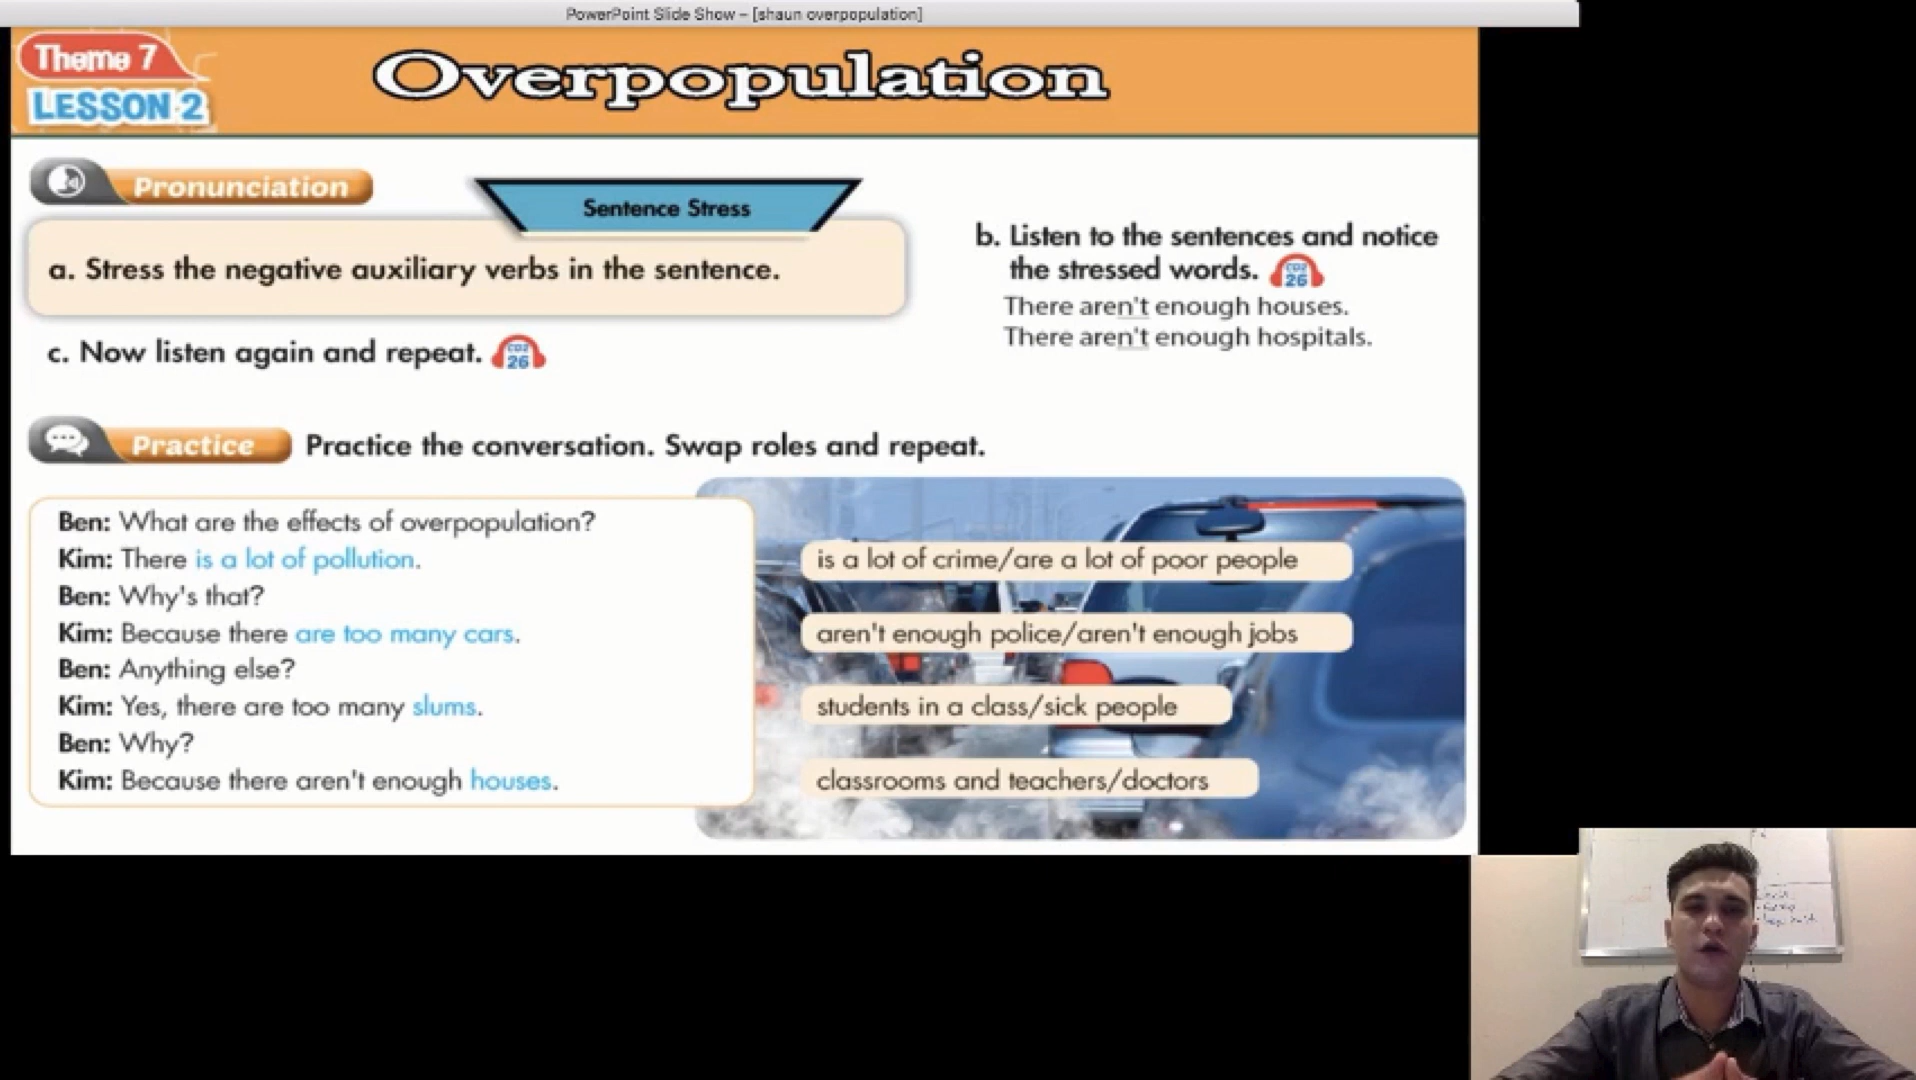 PowerPoint Slide Show – [shaun overpopulation]
Theme 7
LESSON 2
Overpopulation
Pronunciation
Sentence Stress
a. Stress the negative auxiliary verbs in the sentence.
b. Listen to the sentences and notice
the stressed words. CD2 26
There aren't enough houses.
There aren't enough hospitals.
c. Now listen again and repeat. CD2 26
Practice
Practice the conversation. Swap roles and repeat.
Ben: What are the effects of overpopulation?
Kim: There is a lot of pollution.
Ben: Why's that?
Kim: Because there are too many cars.
Ben: Anything else?
Kim: Yes, there are too many slums.
Ben: Why?
Kim: Because there aren't enough houses.
is a lot of crime/are a lot of poor people
aren't enough police/aren't enough jobs
students in a class/sick people
classrooms and teachers/doctors